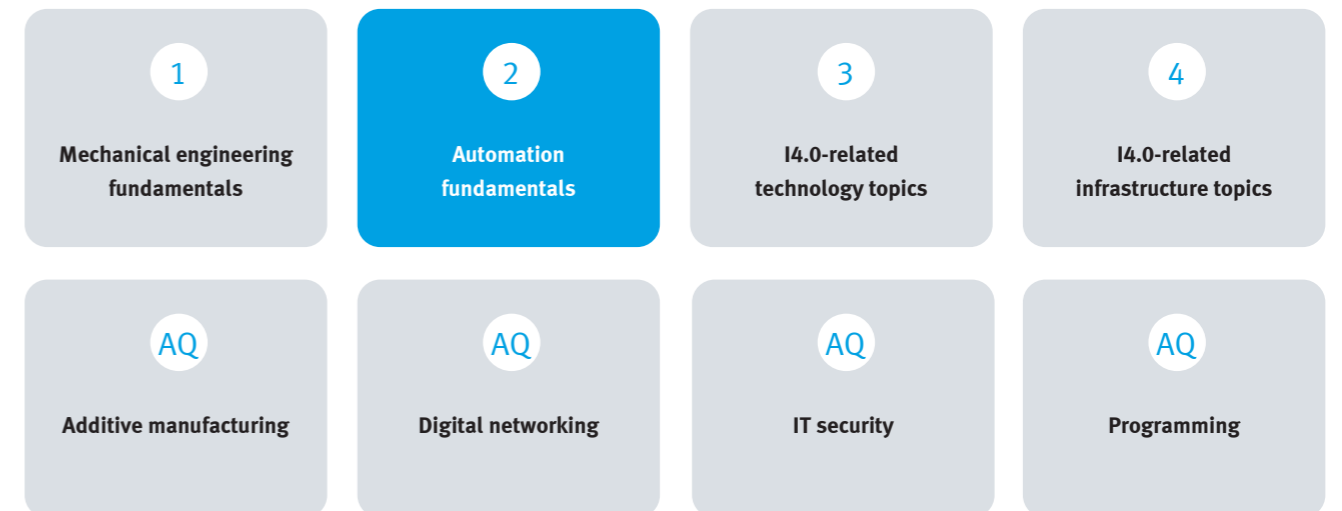 1
Mechanical engineering
fundamentals
2
Automation
fundamentals
3
I4.0-related
technology topics
4
I4.0-related
infrastructure topics
AQ
Additive manufacturing
AQ
Digital networking
AQ
IT security
AQ
Programming